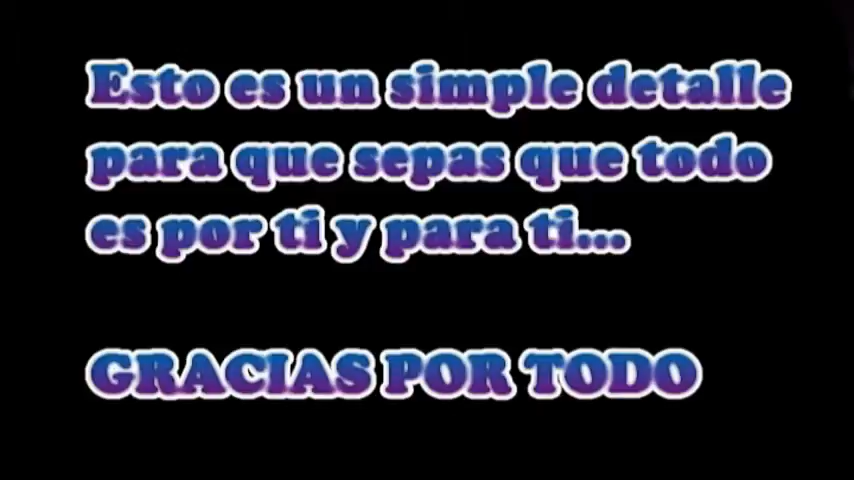 Esto es un simple detalle
para que sepas que todo
es por ti y para ti...
GRACIAS POR TODO